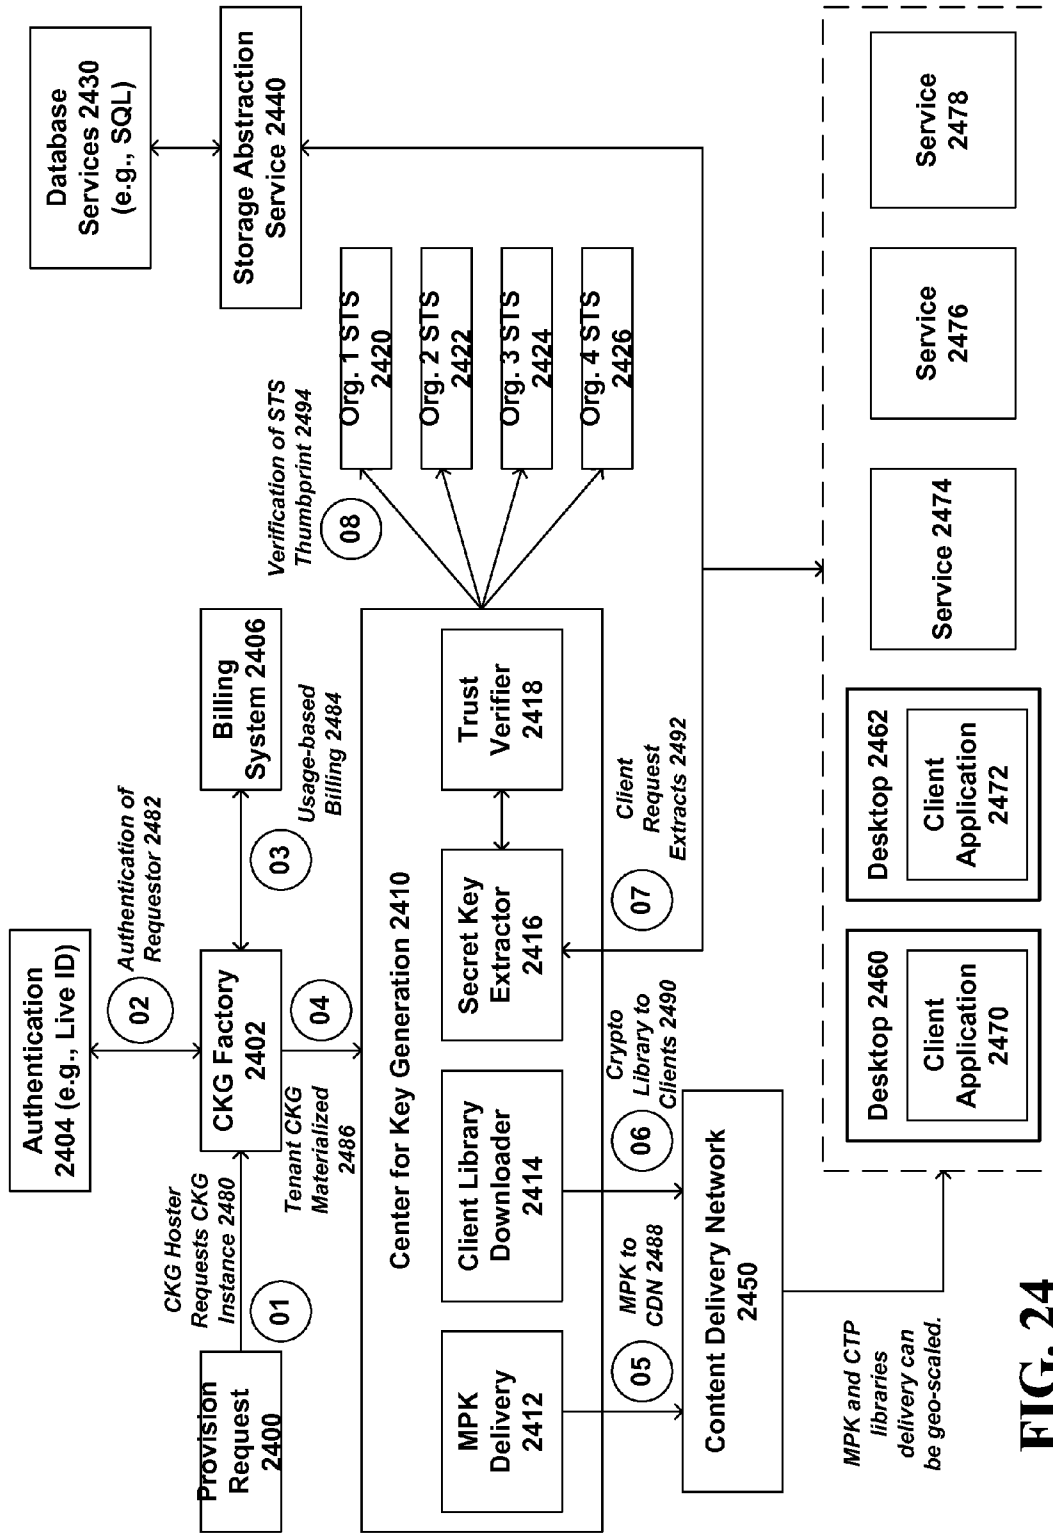 Authentication
2404 (e.g., Live ID)
02
Authentication of
Requestor 2482
Database
Services 2430
(e.g., SQL)
Provision
Request
2400
CKG Hoster
Requests CKG
Instance 2480
01
CKG Factory
2402
03
Usage-based
Billing 2484
Billing
System 2406
Storage Abstraction
Service 2440
Tenant CKG
Materialized
2486
04
Verification of STS
Thumbprint 2494
08
Org. 1 STS
2420
Org. 2 STS
2422
Org. 3 STS
2424
Org. 4 STS
2426
Center for Key Generation 2410
MPK
Delivery
2412
Client Library
Downloader
2414
Secret Key
Extractor
2416
Trust
Verifier
2418
05
MPK to
CDN 2488
06
Crypto
Library to
Clients 2490
07
Client
Request
Extracts 2492
Content Delivery Network
2450
MPK and CTP
libraries
delivery can
be geo-scaled.
Desktop 2460
Client
Application
2470
Desktop 2462
Client
Application
2472
Service 2474
Service
2476
Service
2478
FIG. 24